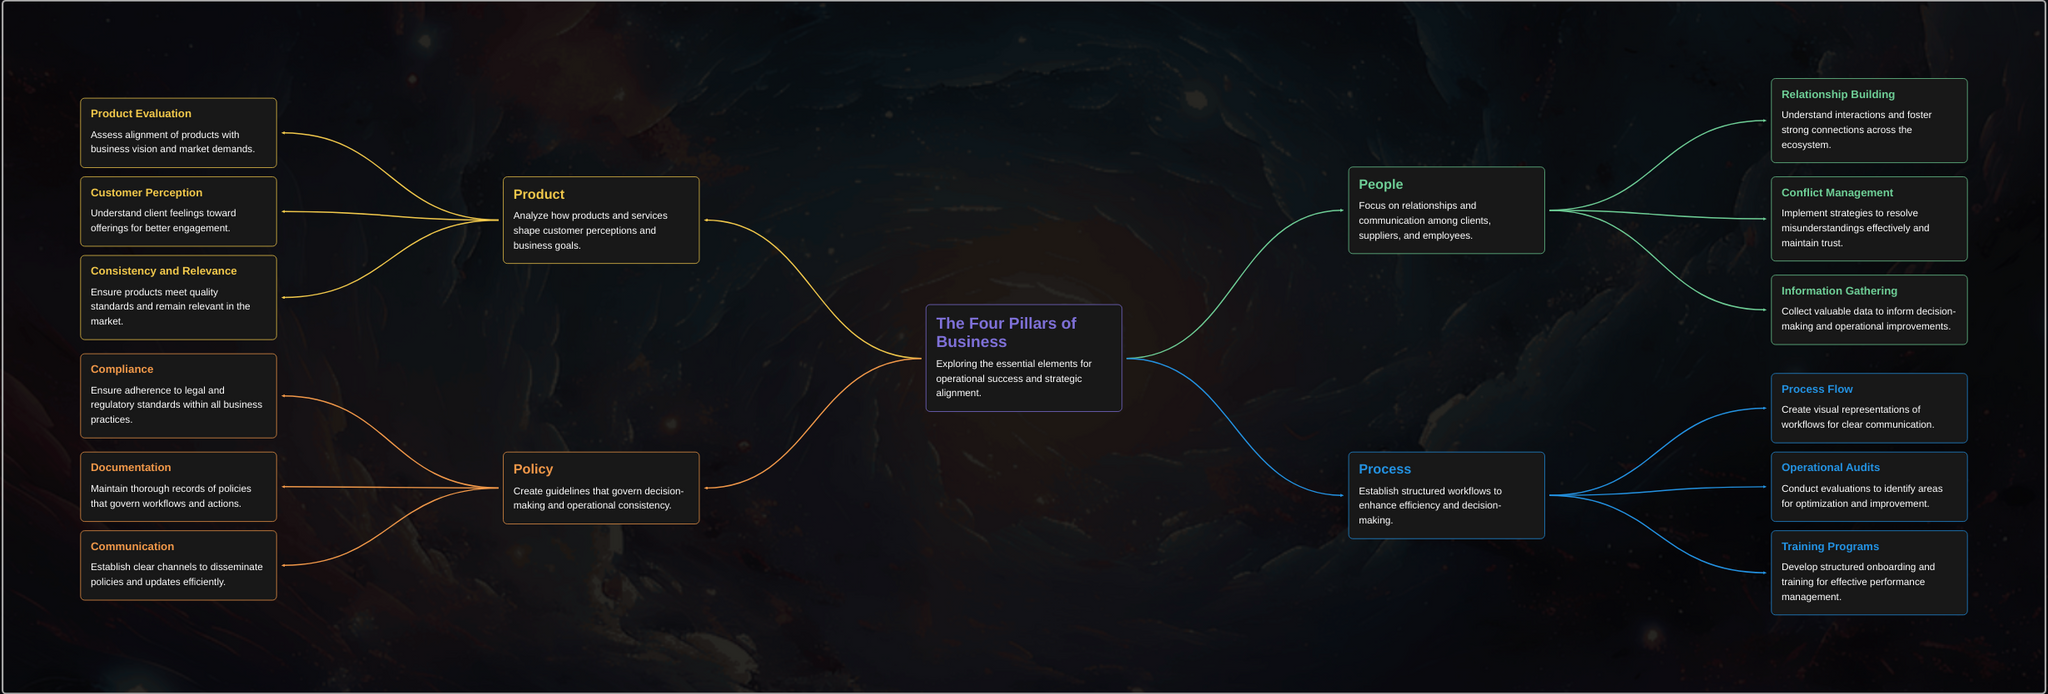 Product Evaluation
Assess alignment of products with
business vision and market demands.
Customer Perception
Understand client feelings toward
offerings for better engagement.
Consistency and Relevance
Ensure products meet quality
standards and remain relevant in the
market.
Compliance
Ensure adherence to legal and
regulatory standards within all business
practices.
Documentation
Maintain thorough records of policies
that govern workflows and actions.
Communication
Establish clear channels to disseminate
policies and updates efficiently.
Product
Analyze how products and services
shape customer perceptions and
business goals.
Policy
Create guidelines that govern decision-
making and operational consistency.
The Four Pillars of
Business
Exploring the essential elements for
operational success and strategic
alignment.
People
Focus on relationships and
communication among clients,
suppliers, and employees.
Process
Establish structured workflows to
enhance efficiency and decision-
making.
Relationship Building
Understand interactions and foster
strong connections across the
ecosystem.
Conflict Management
Implement strategies to resolve
misunderstandings effectively and
maintain trust.
Information Gathering
Collect valuable data to inform decision-
making and operational improvements.
Process Flow
Create visual representations of
workflows for clear communication.
Operational Audits
Conduct evaluations to identify areas
for optimization and improvement.
Training Programs
Develop structured onboarding and
training for effective performance
management.